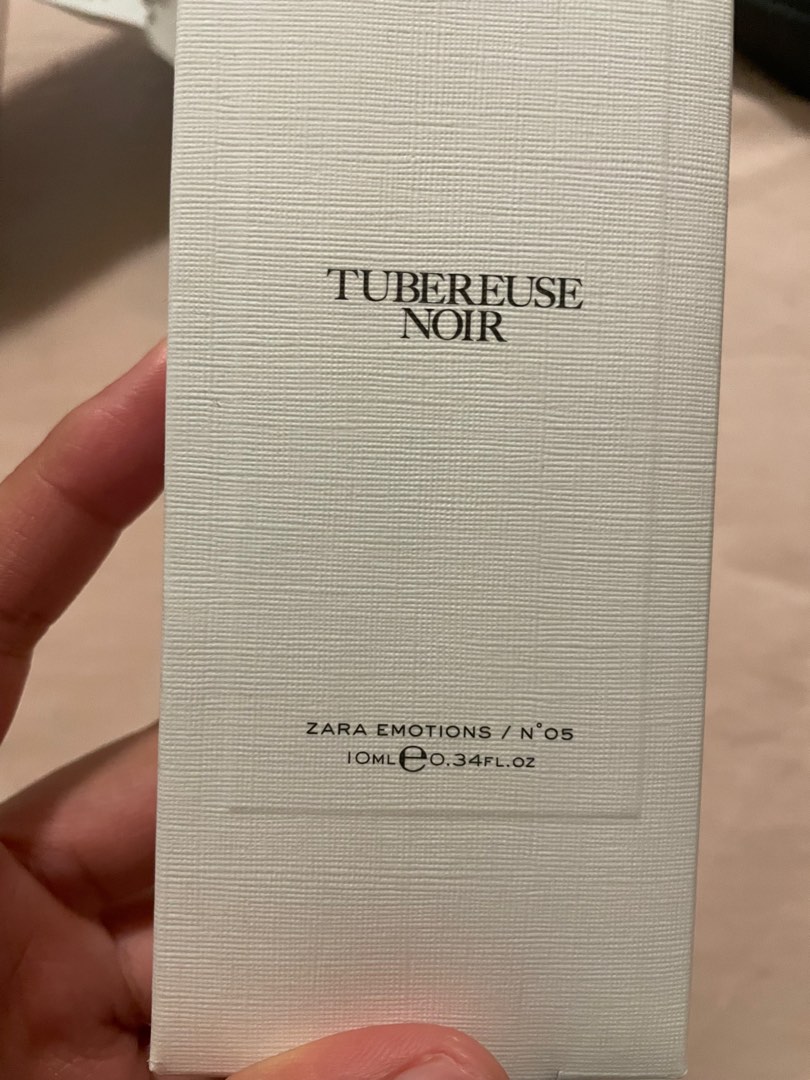 TUBEREUSE
NOIR
ZARA EMOTIONS / N°05
10ML ℮ 0.34FL.OZ